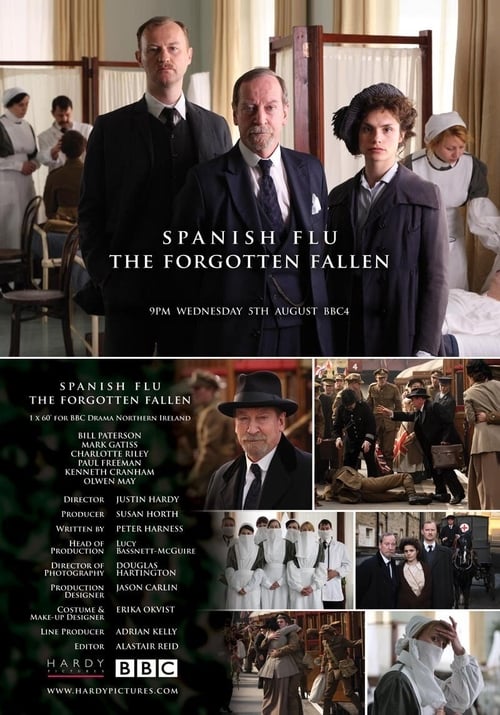 SPANISH FLU
THE FORGOTTEN FALLEN
9PM WEDNESDAY 5TH AUGUST BBC4
SPANISH FLU
THE FORGOTTEN FALLEN
1 X 60' FOR BBC DRAMA NORTHERN IRELAND
BILL PATERSON
MARK GATISS
CHARLOTTE RILEY
PAUL FREEMAN
KENNETH CRANHAM
OLWEN MAY
DIRECTOR JUSTIN HARDY
PRODUCER SUSAN HORTH
WRITTEN BY PETER HARNESS
HEAD OF PRODUCTION LUCY BASSNETT-MCGUIRE
DIRECTOR OF PHOTOGRAPHY DOUGLAS HARTINGTON
PRODUCTION DESIGNER JASON CARLIN
COSTUME & MAKE-UP DESIGNER ERIKA OKVIST
LINE PRODUCER ADRIAN KELLY
EDITOR ALASTAIR REID
HARDY PICTURES BBC
WWW.HARDYPICTURES.COM